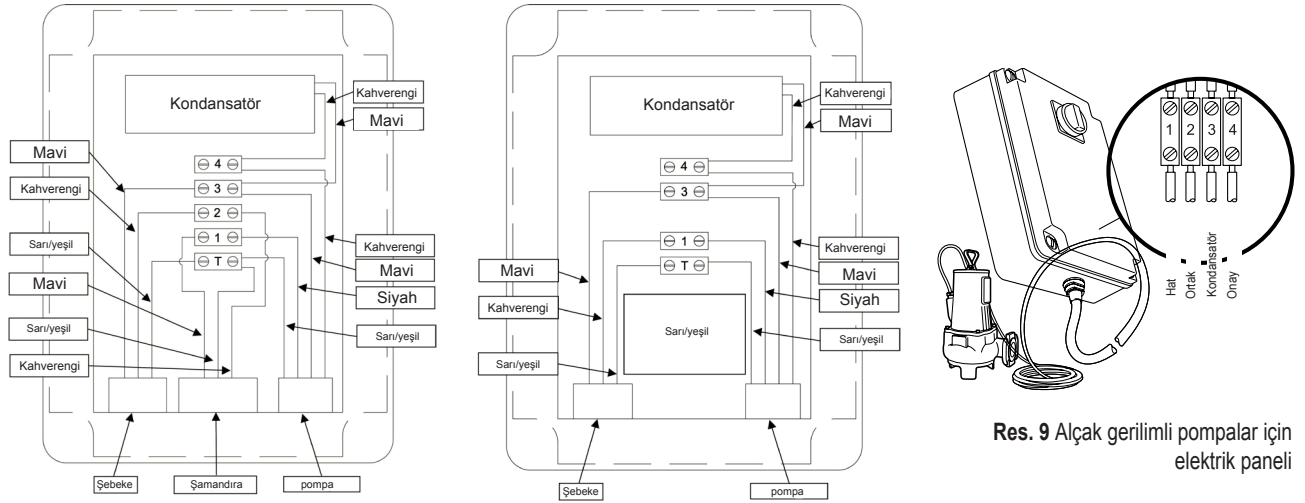 Kondansatör
Kahverengi
Mavi
Mavi
Kahverengi
Sarı/yeşil
Mavi
Sarı/yeşil
Kahverengi
4
3
2
1
T
Kahverengi
Mavi
Siyah
Sarı/yeşil
Şebeke
Şamandıra
pompa
Kondansatör
Kahverengi
Mavi
4
3
1
T
Mavi
Kahverengi
Sarı/yeşil
Sarı/yeşil
Kahverengi
Mavi
Siyah
Sarı/yeşil
Şebeke
pompa
1 2 3 4
Hat
Ortak
Kondansatör
Onay
Res. 9 Alçak gerilimli pompalar için
elektrik paneli